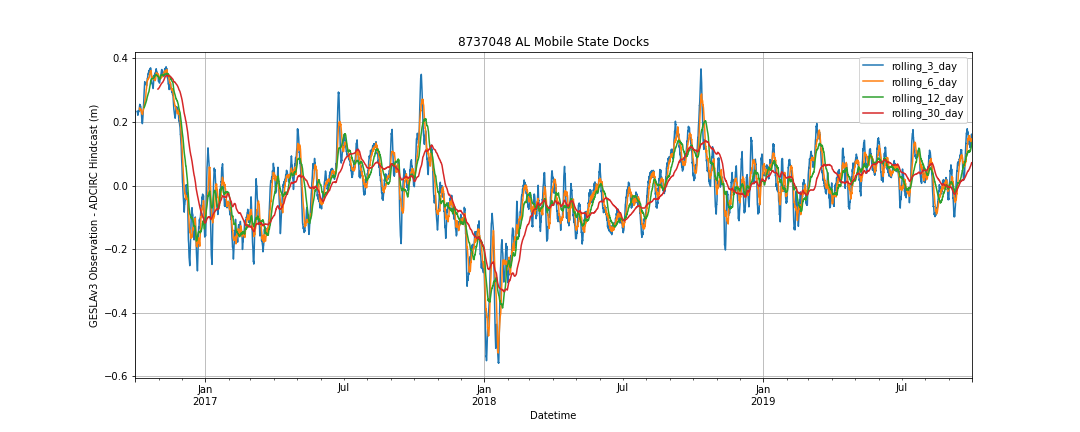 8737048 AL Mobile State Docks
GESLAv3 Observation - ADCIRC Hindcast (m)
0.4
0.2
0.0
−0.2
−0.4
−0.6
rolling_3_day
rolling_6_day
rolling_12_day
rolling_30_day
Jan Jul Jan Jul Jan Jul
2017 2018 2019
Datetime